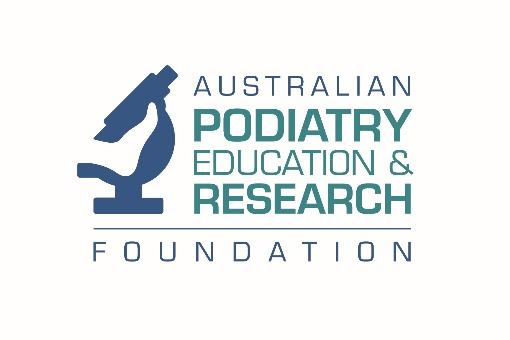 AUSTRALIAN
PODIATRY
EDUCATION &
RESEARCH
FOUNDATION